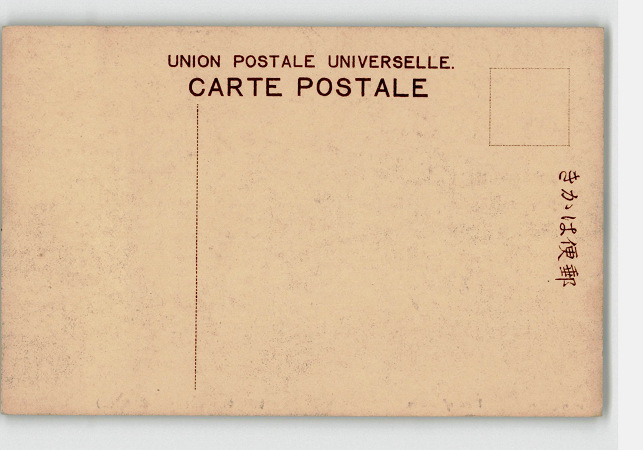 UNION POSTALE UNIVERSELLE.
CARTE POSTALE
きかは便郵